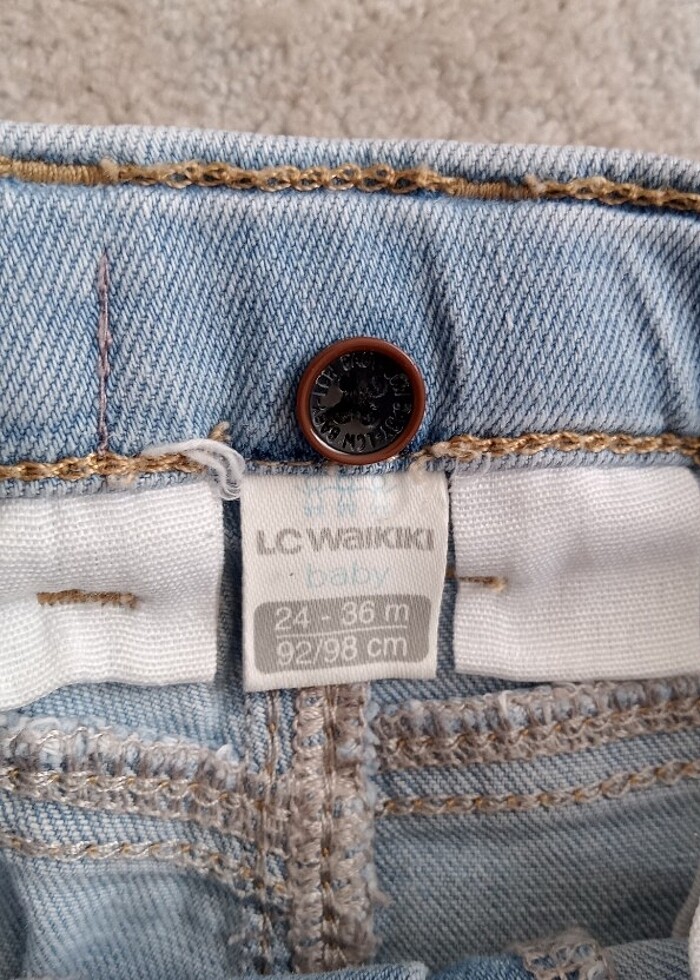 LC WAIKIKI
baby
24 - 36 m
92/98 cm